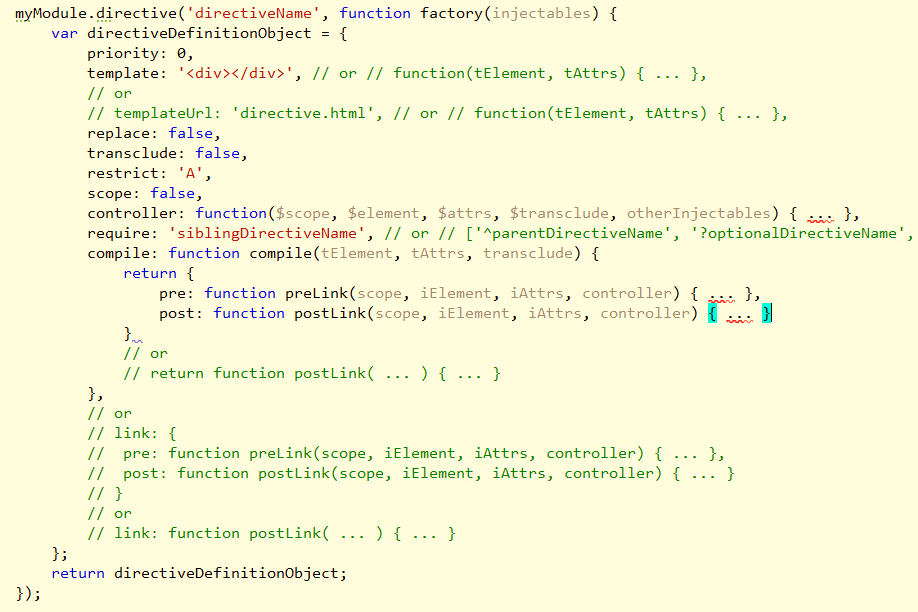 myModule.directive('directiveName', function factory(injectables) {
    var directiveDefinitionObject = {
        priority: 0,
        template: '<div></div>', // or // function(tElement, tAttrs) { ... },
        // or
        // templateUrl: 'directive.html', // or // function(tElement, tAttrs) { ... },
        replace: false,
        transclude: false,
        restrict: 'A',
        scope: false,
        controller: function($scope, $element, $attrs, $transclude, otherInjectables) { ... },
        require: 'siblingDirectiveName', // or // ['^parentDirectiveName', '?optionalDirectiveName',
        compile: function compile(tElement, tAttrs, transclude) {
            return {
                pre: function preLink(scope, iElement, iAttrs, controller) { ... },
                post: function postLink(scope, iElement, iAttrs, controller) { ... }
            }
            // or
            // return function postLink( ... ) { ... }
        },
        // or
        // link: {
        //  pre: function preLink(scope, iElement, iAttrs, controller) { ... },
        //  post: function postLink(scope, iElement, iAttrs, controller) { ... }
        // }
        // or
        // link: function postLink( ... ) { ... }
    };
    return directiveDefinitionObject;
});